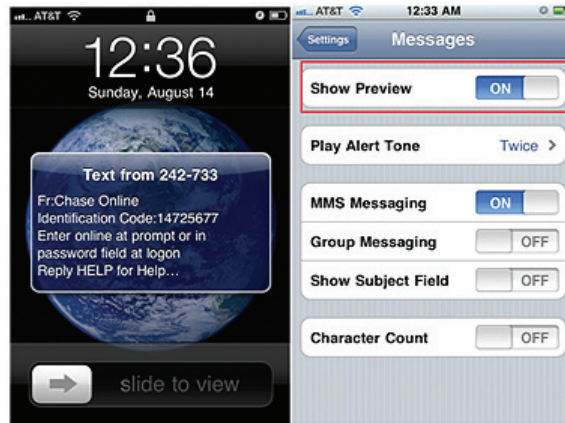 AT&T
12:36
Sunday, August 14
Text from 242-733
Fr:Chase Online
Identification Code:14725677
Enter online at prompt or in
password field at logon
Reply HELP for Help...
slide to view
AT&T 12:33 AM
Settings Messages
Show Preview ON
Play Alert Tone Twice >
MMS Messaging ON
Group Messaging OFF
Show Subject Field OFF
Character Count OFF